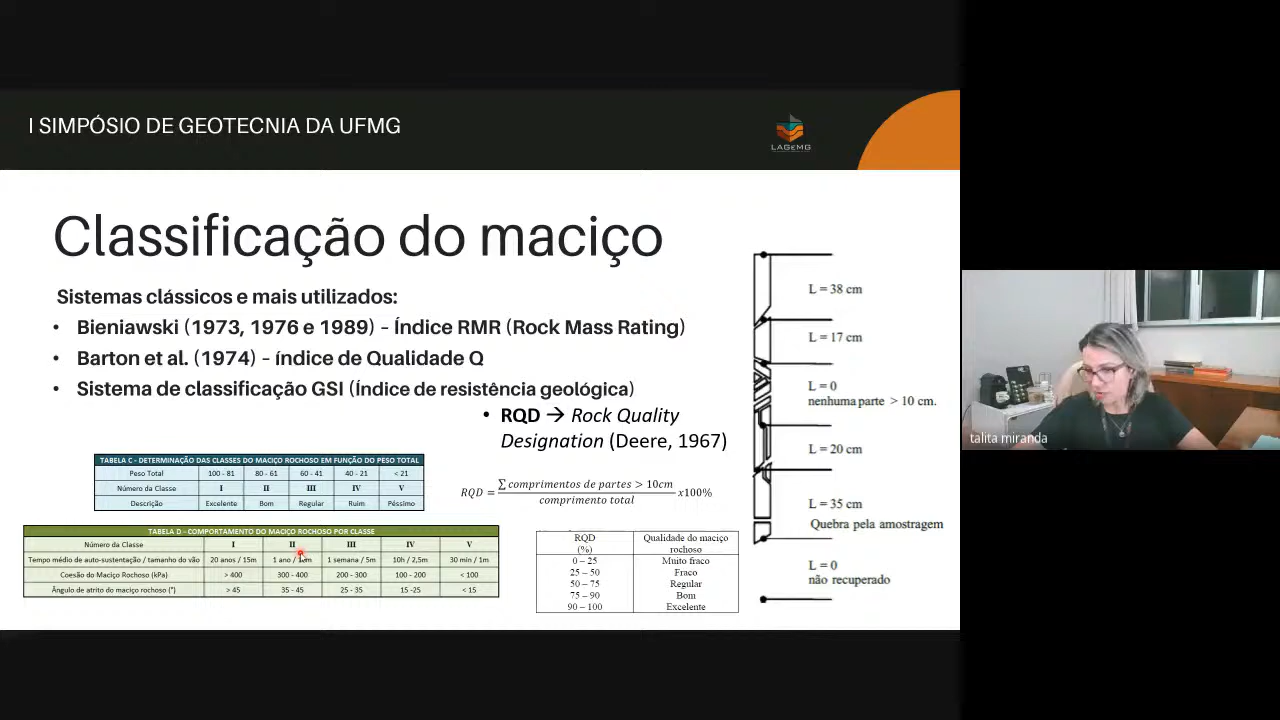 I SIMPÓSIO DE GEOTECNIA DA UFMG
LAGEMG
Classificação do maciço
Sistemas clássicos e mais utilizados:
• Bieniawski (1973, 1976 e 1989) – Índice RMR (Rock Mass Rating)
• Barton et al. (1974) – índice de Qualidade Q
• Sistema de classificação GSI (Índice de resistência geológica)
• RQD → Rock Quality
Designation (Deere, 1967)
TABELA C - DETERMINAÇÃO DAS CLASSES DO MACIÇO ROCHOSO EM FUNÇÃO DO PESO TOTAL
Peso Total 100 - 81 80 - 61 60 - 41 40 - 21 < 21
Número da Classe I II III IV V
Descrição Excelente Bom Regular Ruim Péssimo
RQD = ∑ comprimentos de partes > 10cm / comprimento total x100%
TABELA D - COMPORTAMENTO DO MACIÇO ROCHOSO POR CLASSE
Número da Classe I II III IV V
Tempo médio de auto-sustentação / tamanho do vão 20 anos / 15m 1 ano / 1 semana / 5m 10h / 2,5m 30 min / 1m
Coesão do Maciço Rochoso (kPa) > 400 300 - 400 200 - 300 100 - 200 < 100
Ângulo de atrito do maciço rochoso (°) > 45 35 - 45 25 - 35 15 -25 < 15
RQD Qualidade do maciço
(%) rochoso
0 – 25 Muito fraco
25 – 50 Fraco
50 – 75 Regular
75 – 90 Bom
90 – 100 Excelente
L = 38 cm
L = 17 cm
L = 0
nenhuma parte > 10 cm.
L = 20 cm
L = 35 cm
Quebra pela amostragem
L = 0
não recuperado
talita miranda